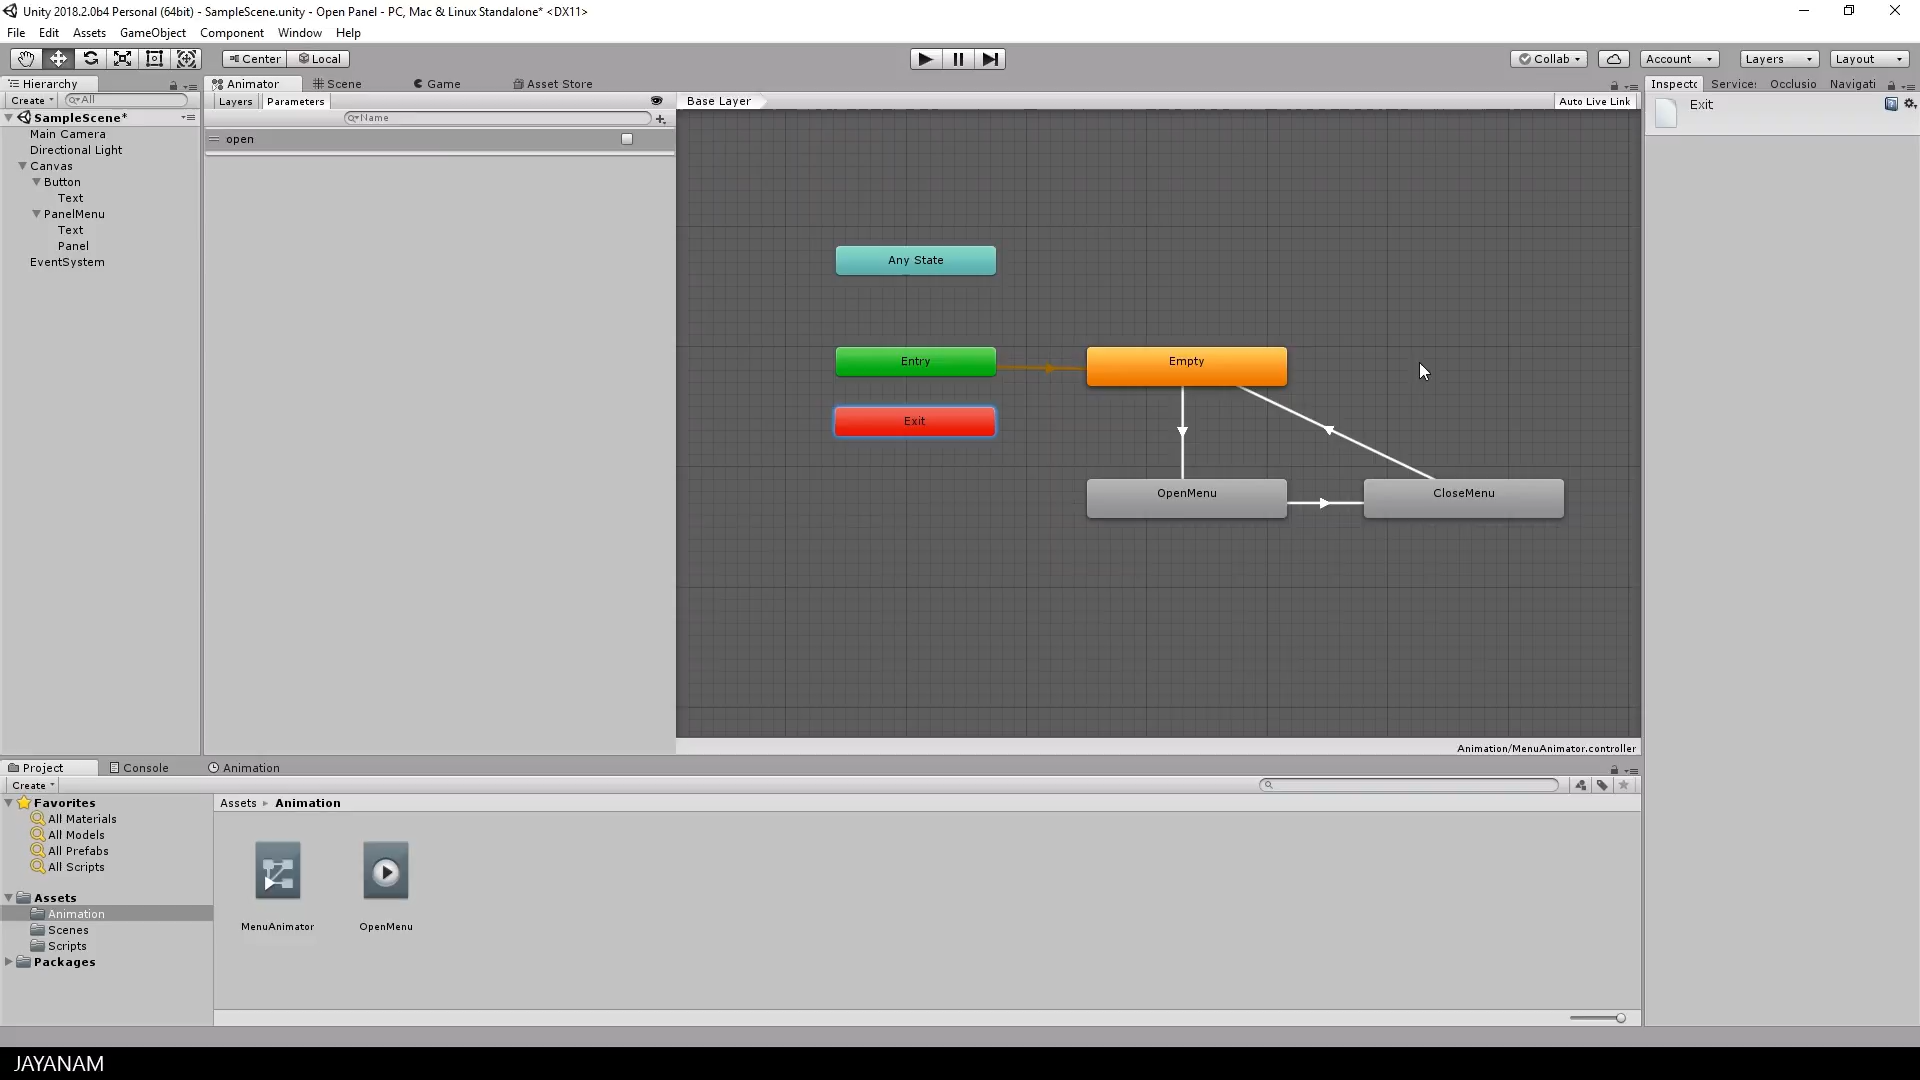 Unity 2018.2.0b4 Personal (64bit) - SampleScene.unity - Open Panel - PC, Mac & Linux Standalone* <DX11>
File Edit Assets GameObject Component Window Help
Center Local Collab Account Layers Layout
Hierarchy
Create All
SampleScene*
Main Camera
Directional Light
Canvas
Button
Text
PanelMenu
Text
Panel
EventSystem
Animator Scene Game Asset Store
Layers Parameters
Name
open
Base Layer Auto Live Link
Any State
Entry
Empty
Exit
OpenMenu
CloseMenu
Animation/MenuAnimator.controller
Inspectc Service: Occlusio Navigati
Exit
Project Console Animation
Create
Favorites
All Materials
All Models
All Prefabs
All Scripts
Assets
Animation
Scenes
Scripts
Packages
Assets Animation
MenuAnimator OpenMenu
JAYANAM